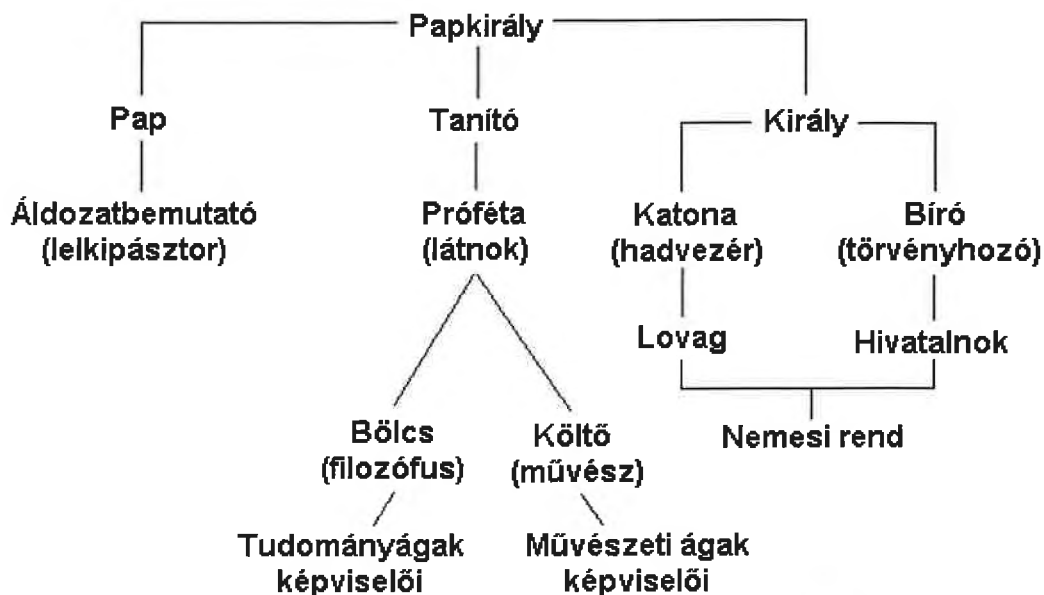 Papkirály
Pap
Tanító
Király
Áldozatbemutató
(lelkipásztor)
Próféta
(látnok)
Katona
(hadvezér)
Bíró
(törvényhozó)
Lovag
Hivatalnok
Bölcs
(filozófus)
Költő
(művész)
Nemesi rend
Tudományágak
képviselői
Művészeti ágak
képviselői